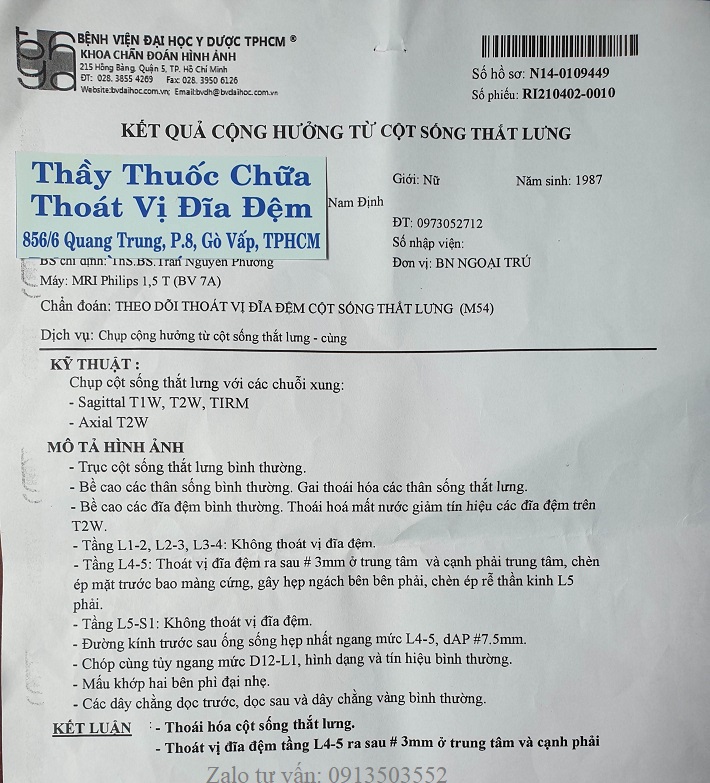 BỆNH VIỆN ĐẠI HỌC Y DƯỢC TPHCM ®
KHOA CHẨN ĐOÁN HÌNH ẢNH
215 Hồng Bàng, Quận 5, TP. Hồ Chí Minh
ĐT: 028. 3855 4269 Fax: 028. 3950 6126
Website:bvdaihoc.com.vn; Email:bvdh@bvdaihoc.com.vn
Số hồ sơ: N14-0109449
Số phiếu: RI210402-0010
KẾT QUẢ CỘNG HƯỞNG TỪ CỘT SỐNG THẮT LƯNG
Thầy Thuốc Chữa
Thoát Vị Đĩa Đệm
856/6 Quang Trung, P.8, Gò Vấp, TPHCM
Giới: Nữ Năm sinh: 1987
Nam Định
ĐT: 0973052712
Số nhập viện:
BS chỉ định: ThS.BS. Trần Nguyễn Phương Đơn vị: BN NGOẠI TRÚ
Máy: MRI Philips 1,5 T (BV 7A)
Chẩn đoán: THEO DÕI THOÁT VỊ ĐĨA ĐỆM CỘT SỐNG THẮT LƯNG (M54)
Dịch vụ: Chụp cộng hưởng từ cột sống thắt lưng - cùng
KỸ THUẬT :
Chụp cột sống thắt lưng với các chuỗi xung:
- Sagittal T1W, T2W, TIRM
- Axial T2W
MÔ TẢ HÌNH ẢNH
- Trục cột sống thắt lưng bình thường.
- Bề cao các thân sống bình thường. Gai thoái hóa các thân sống thắt lưng.
- Bề cao các đĩa đệm bình thường. Thoái hoá mất nước giảm tín hiệu các đĩa đệm trên
T2W.
- Tầng L1-2, L2-3, L3-4: Không thoát vị đĩa đệm.
- Tầng L4-5: Thoát vị đĩa đệm ra sau # 3mm ở trung tâm và cạnh phải trung tâm, chèn
ép mặt trước bao màng cứng, gây hẹp ngách bên bên phải, chèn ép rễ thần kinh L5
phải.
- Tầng L5-S1: Không thoát vị đĩa đệm.
- Đường kính trước sau ống sống hẹp nhất ngang mức L4-5, dAP #7.5mm.
- Chóp cùng tủy ngang mức D12-L1, hình dạng và tín hiệu bình thường.
- Mấu khớp hai bên phì đại nhẹ.
- Các dây chằng dọc trước, dọc sau và dây chằng vàng bình thường.
KẾT LUẬN :- Thoái hóa cột sống thắt lưng.
- Thoát vị đĩa đệm tầng L4-5 ra sau # 3mm ở trung tâm và cạnh phải
Zalo tư vấn: 0913503552